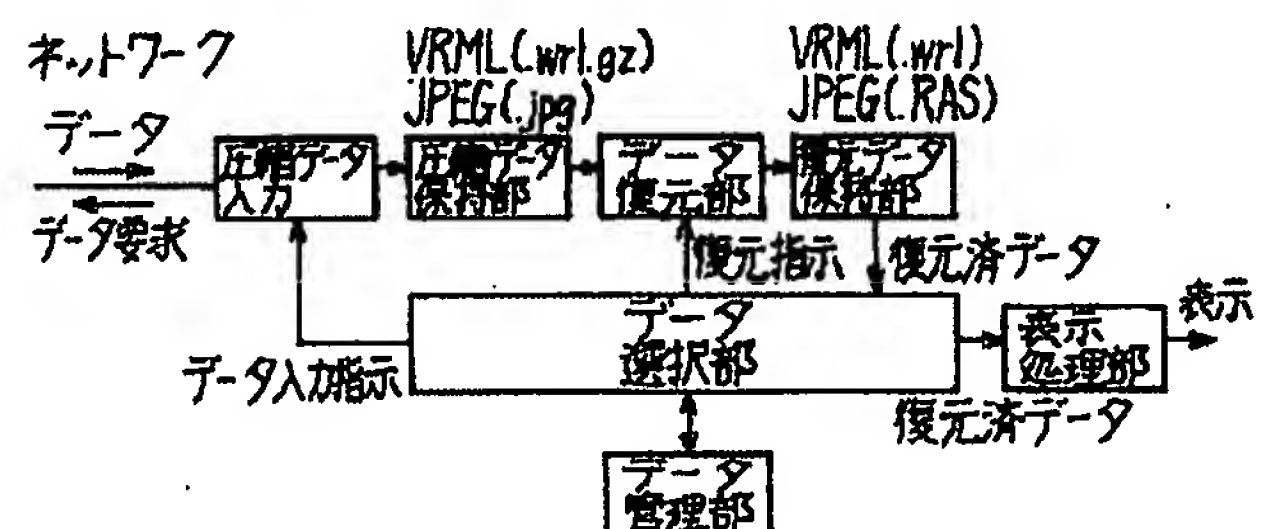 ネットワーク
データ
データ要求
VRML(.wrl.gz)
JPEG(.jpg)
VRML(.wrl)
JPEG(.RAS)
圧縮データ
入力
圧縮データ
保持部
データ
復元部
復元データ
保持部
復元指示
復元済データ
データ入力指示
データ
選択部
表示
処理部
表示
復元済データ
データ
管理部